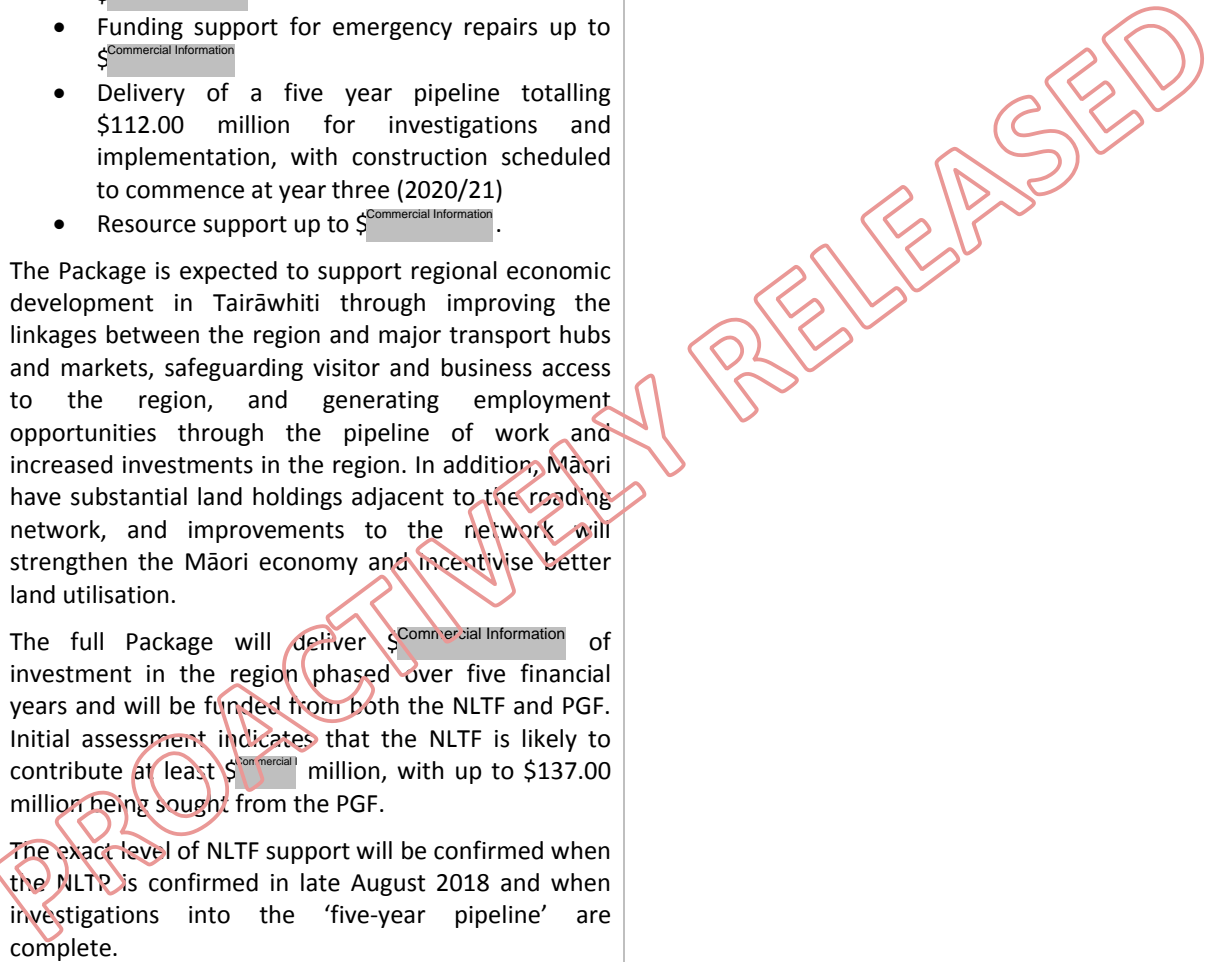 $
• Funding support for emergency repairs up to
$Commercial Information
• Delivery of a five year pipeline totalling
$112.00 million for investigations and
implementation, with construction scheduled
to commence at year three (2020/21)
• Resource support up to $Commercial Information.
The Package is expected to support regional economic
development in Tairāwhiti through improving the
linkages between the region and major transport hubs
and markets, safeguarding visitor and business access
to the region, and generating employment
opportunities through the pipeline of work and
increased investments in the region. In addition, Māori
have substantial land holdings adjacent to the roading
network, and improvements to the network will
strengthen the Māori economy and incentivise better
land utilisation.
The full Package will deliver $Commercial Information of
investment in the region phased over five financial
years and will be funded from both the NLTF and PGF.
Initial assessment indicates that the NLTF is likely to
contribute at least $Commercial I million, with up to $137.00
million being sought from the PGF.
The exact level of NLTF support will be confirmed when
the NLTP is confirmed in late August 2018 and when
investigations into the ‘five-year pipeline’ are
complete.
PROACTIVELY RELEASED